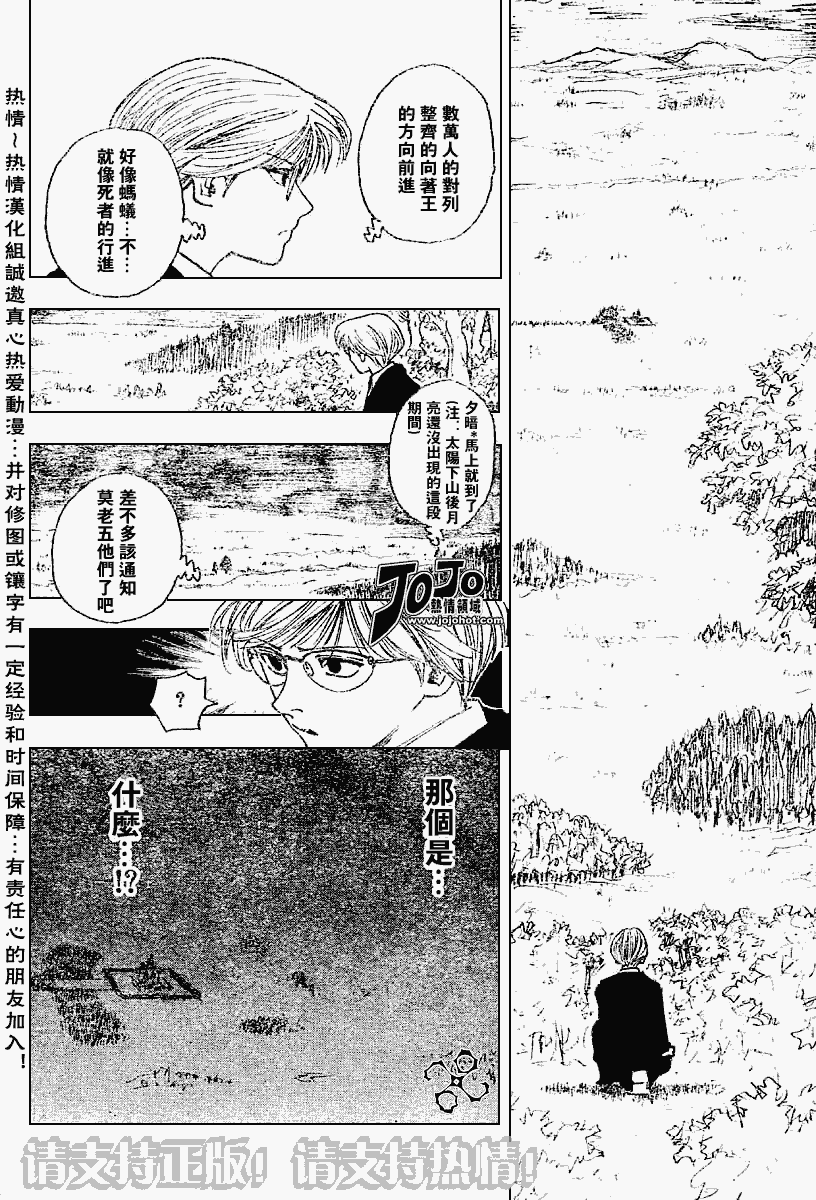 數萬人的對列
整齊的向著王
的方向前進
好像螞蟻…不…
就像死者的行進
夕暗*馬上就到了
(注:太陽下山後月
亮還沒出現的這段
期間)
差不多該通知
莫老五他們了吧
?
那個是…
什麼…!?
JOJO
熱情領域
www.jojohot.com
热情~热情漢化組誠邀真心热爱動漫…并对修图或鑲字有一定经验和时间保障…有责任心的朋友加入!
请支持正版! 请支持热情!